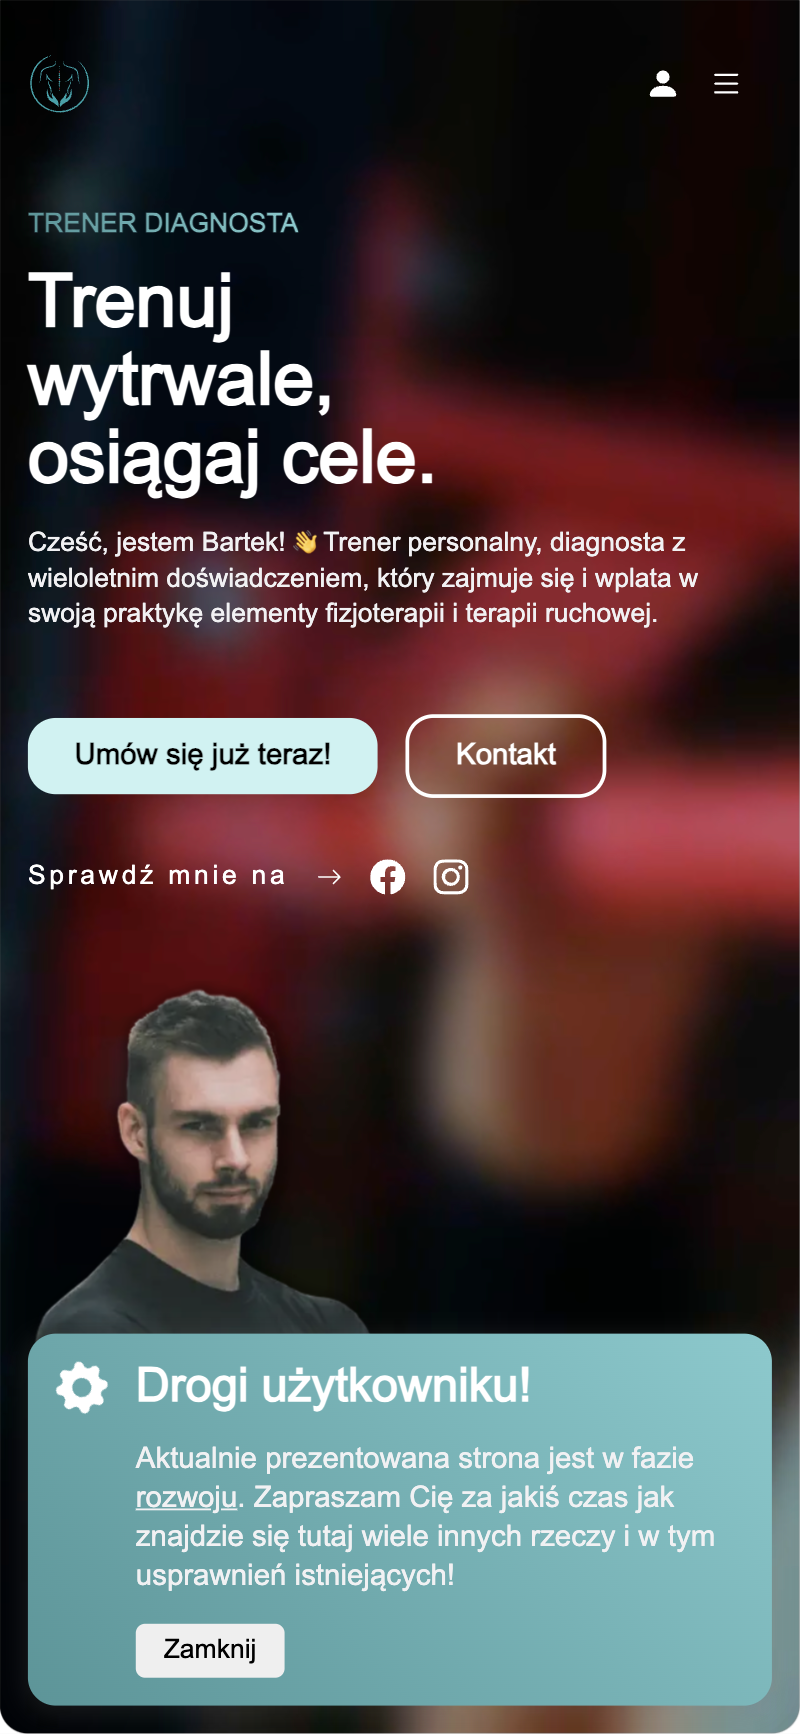 TRENER DIAGNOSTA
Trenuj
wytrwale,
osiągaj cele.
Cześć, jestem Bartek! 👋 Trener personalny, diagnosta z
wieloletnim doświadczeniem, który zajmuje się i wplata w
swoją praktykę elementy fizjoterapii i terapii ruchowej.
Umów się już teraz!
Kontakt
Sprawdź mnie na →
Drogi użytkowniku!
Aktualnie prezentowana strona jest w fazie
rozwoju. Zapraszam Cię za jakiś czas jak
znajdzie się tutaj wiele innych rzeczy i w tym
usprawnień istniejących!
Zamknij